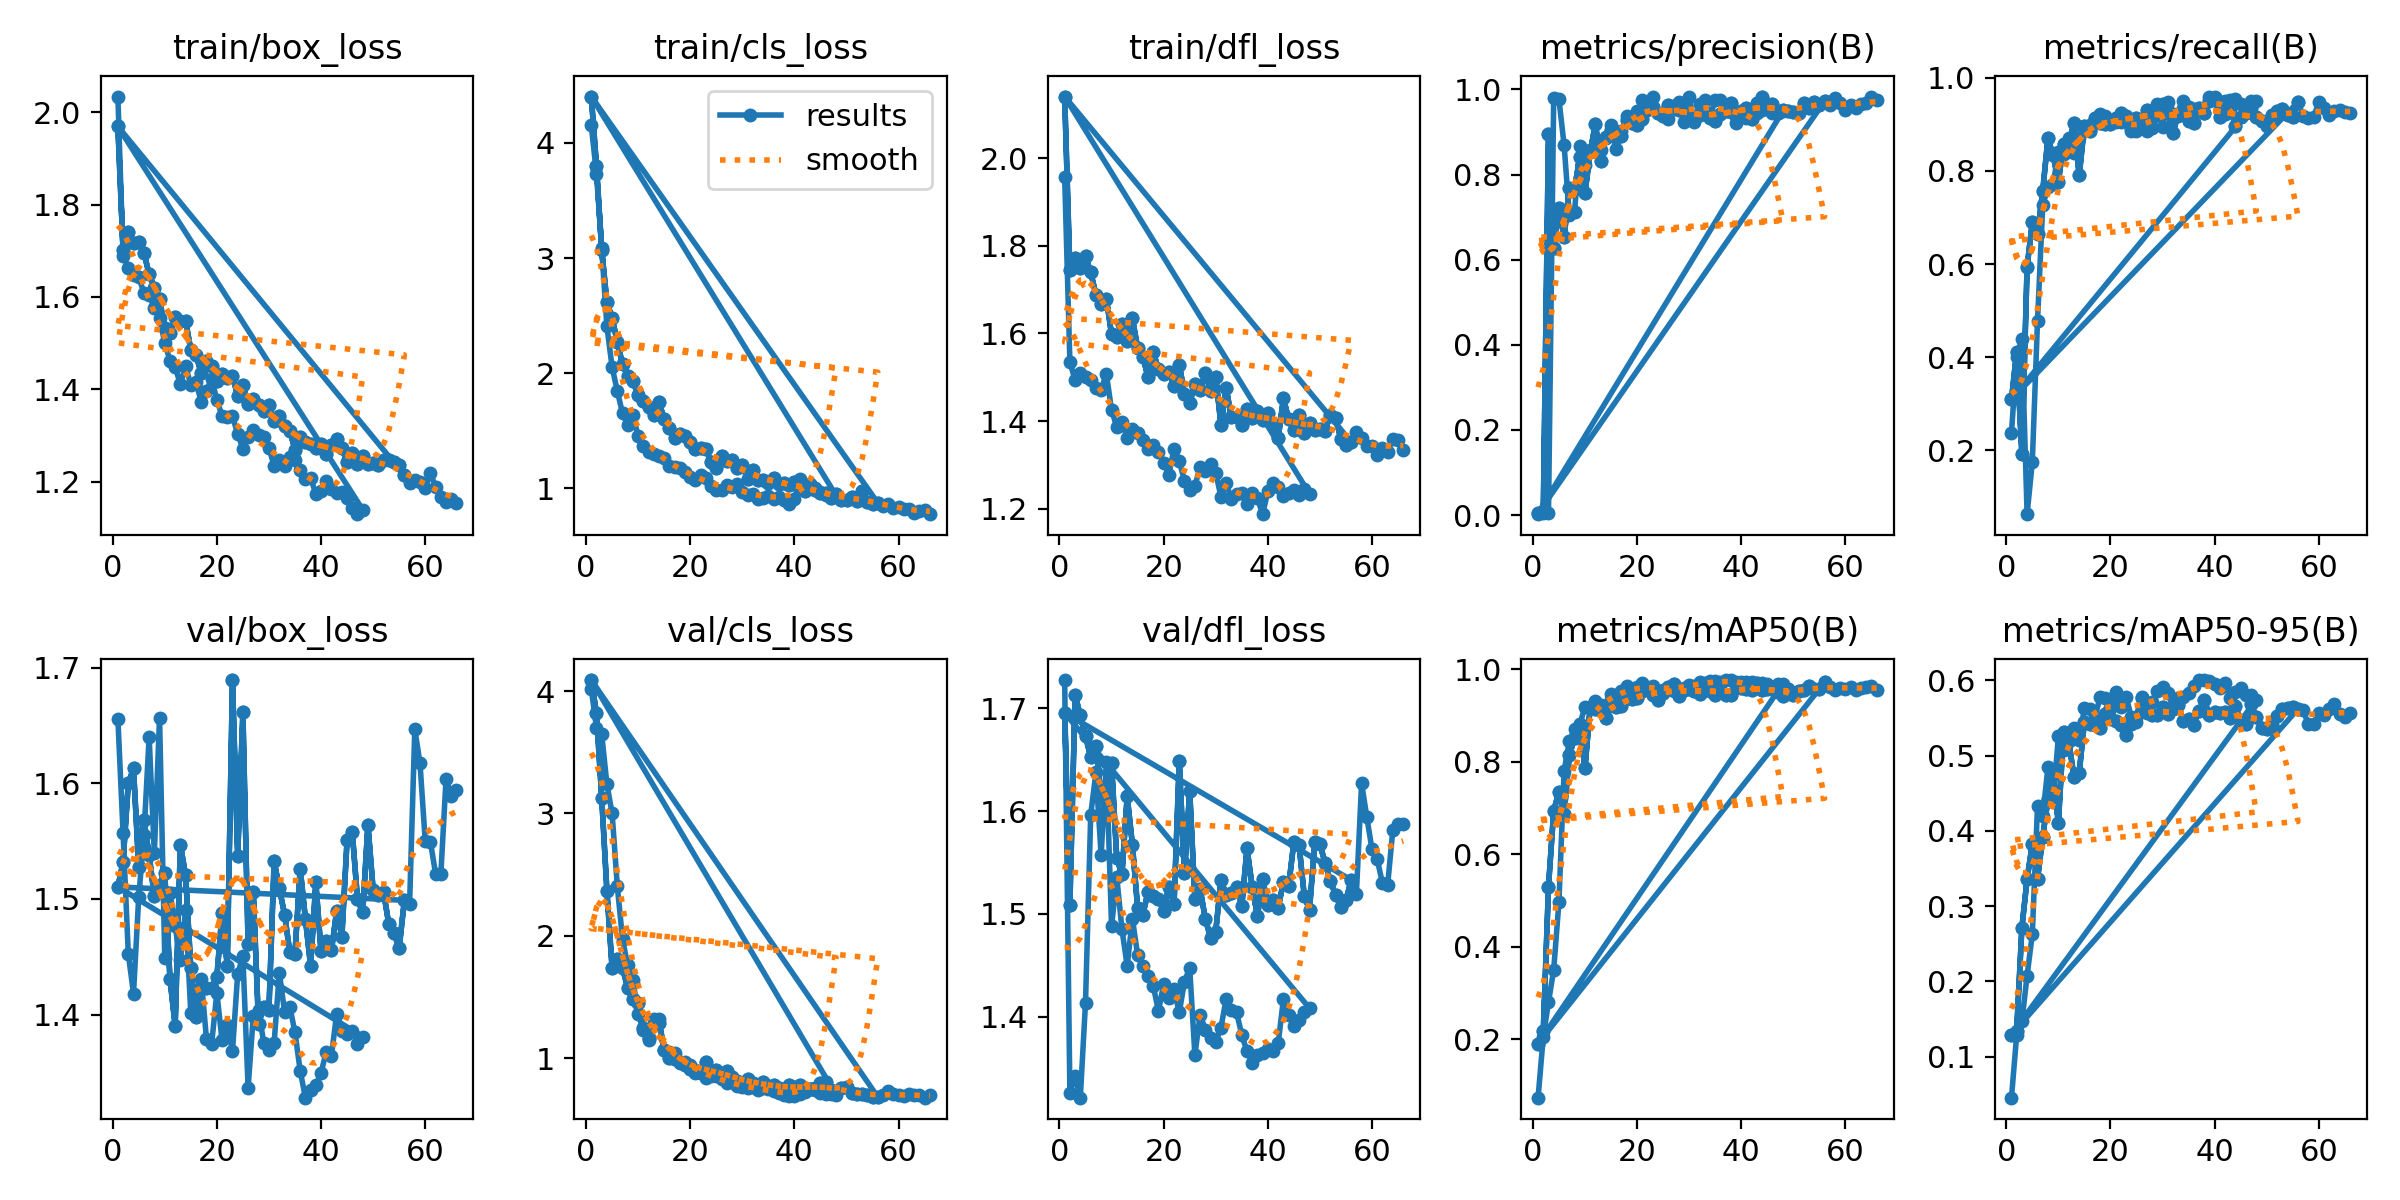 train/box_loss
train/cls_loss
train/dfl_loss
metrics/precision(B)
metrics/recall(B)
2.0
1.8
1.6
1.4
1.2
0 20 40 60
results
smooth
4
3
2
1
0 20 40 60
2.0
1.8
1.6
1.4
1.2
0 20 40 60
1.0
0.8
0.6
0.4
0.2
0.0
0 20 40 60
1.0
0.8
0.6
0.4
0.2
0 20 40 60
val/box_loss
val/cls_loss
val/dfl_loss
metrics/mAP50(B)
metrics/mAP50-95(B)
1.7
1.6
1.5
1.4
0 20 40 60
4
3
2
1
0 20 40 60
1.7
1.6
1.5
1.4
0 20 40 60
1.0
0.8
0.6
0.4
0.2
0 20 40 60
0.6
0.5
0.4
0.3
0.2
0.1
0 20 40 60